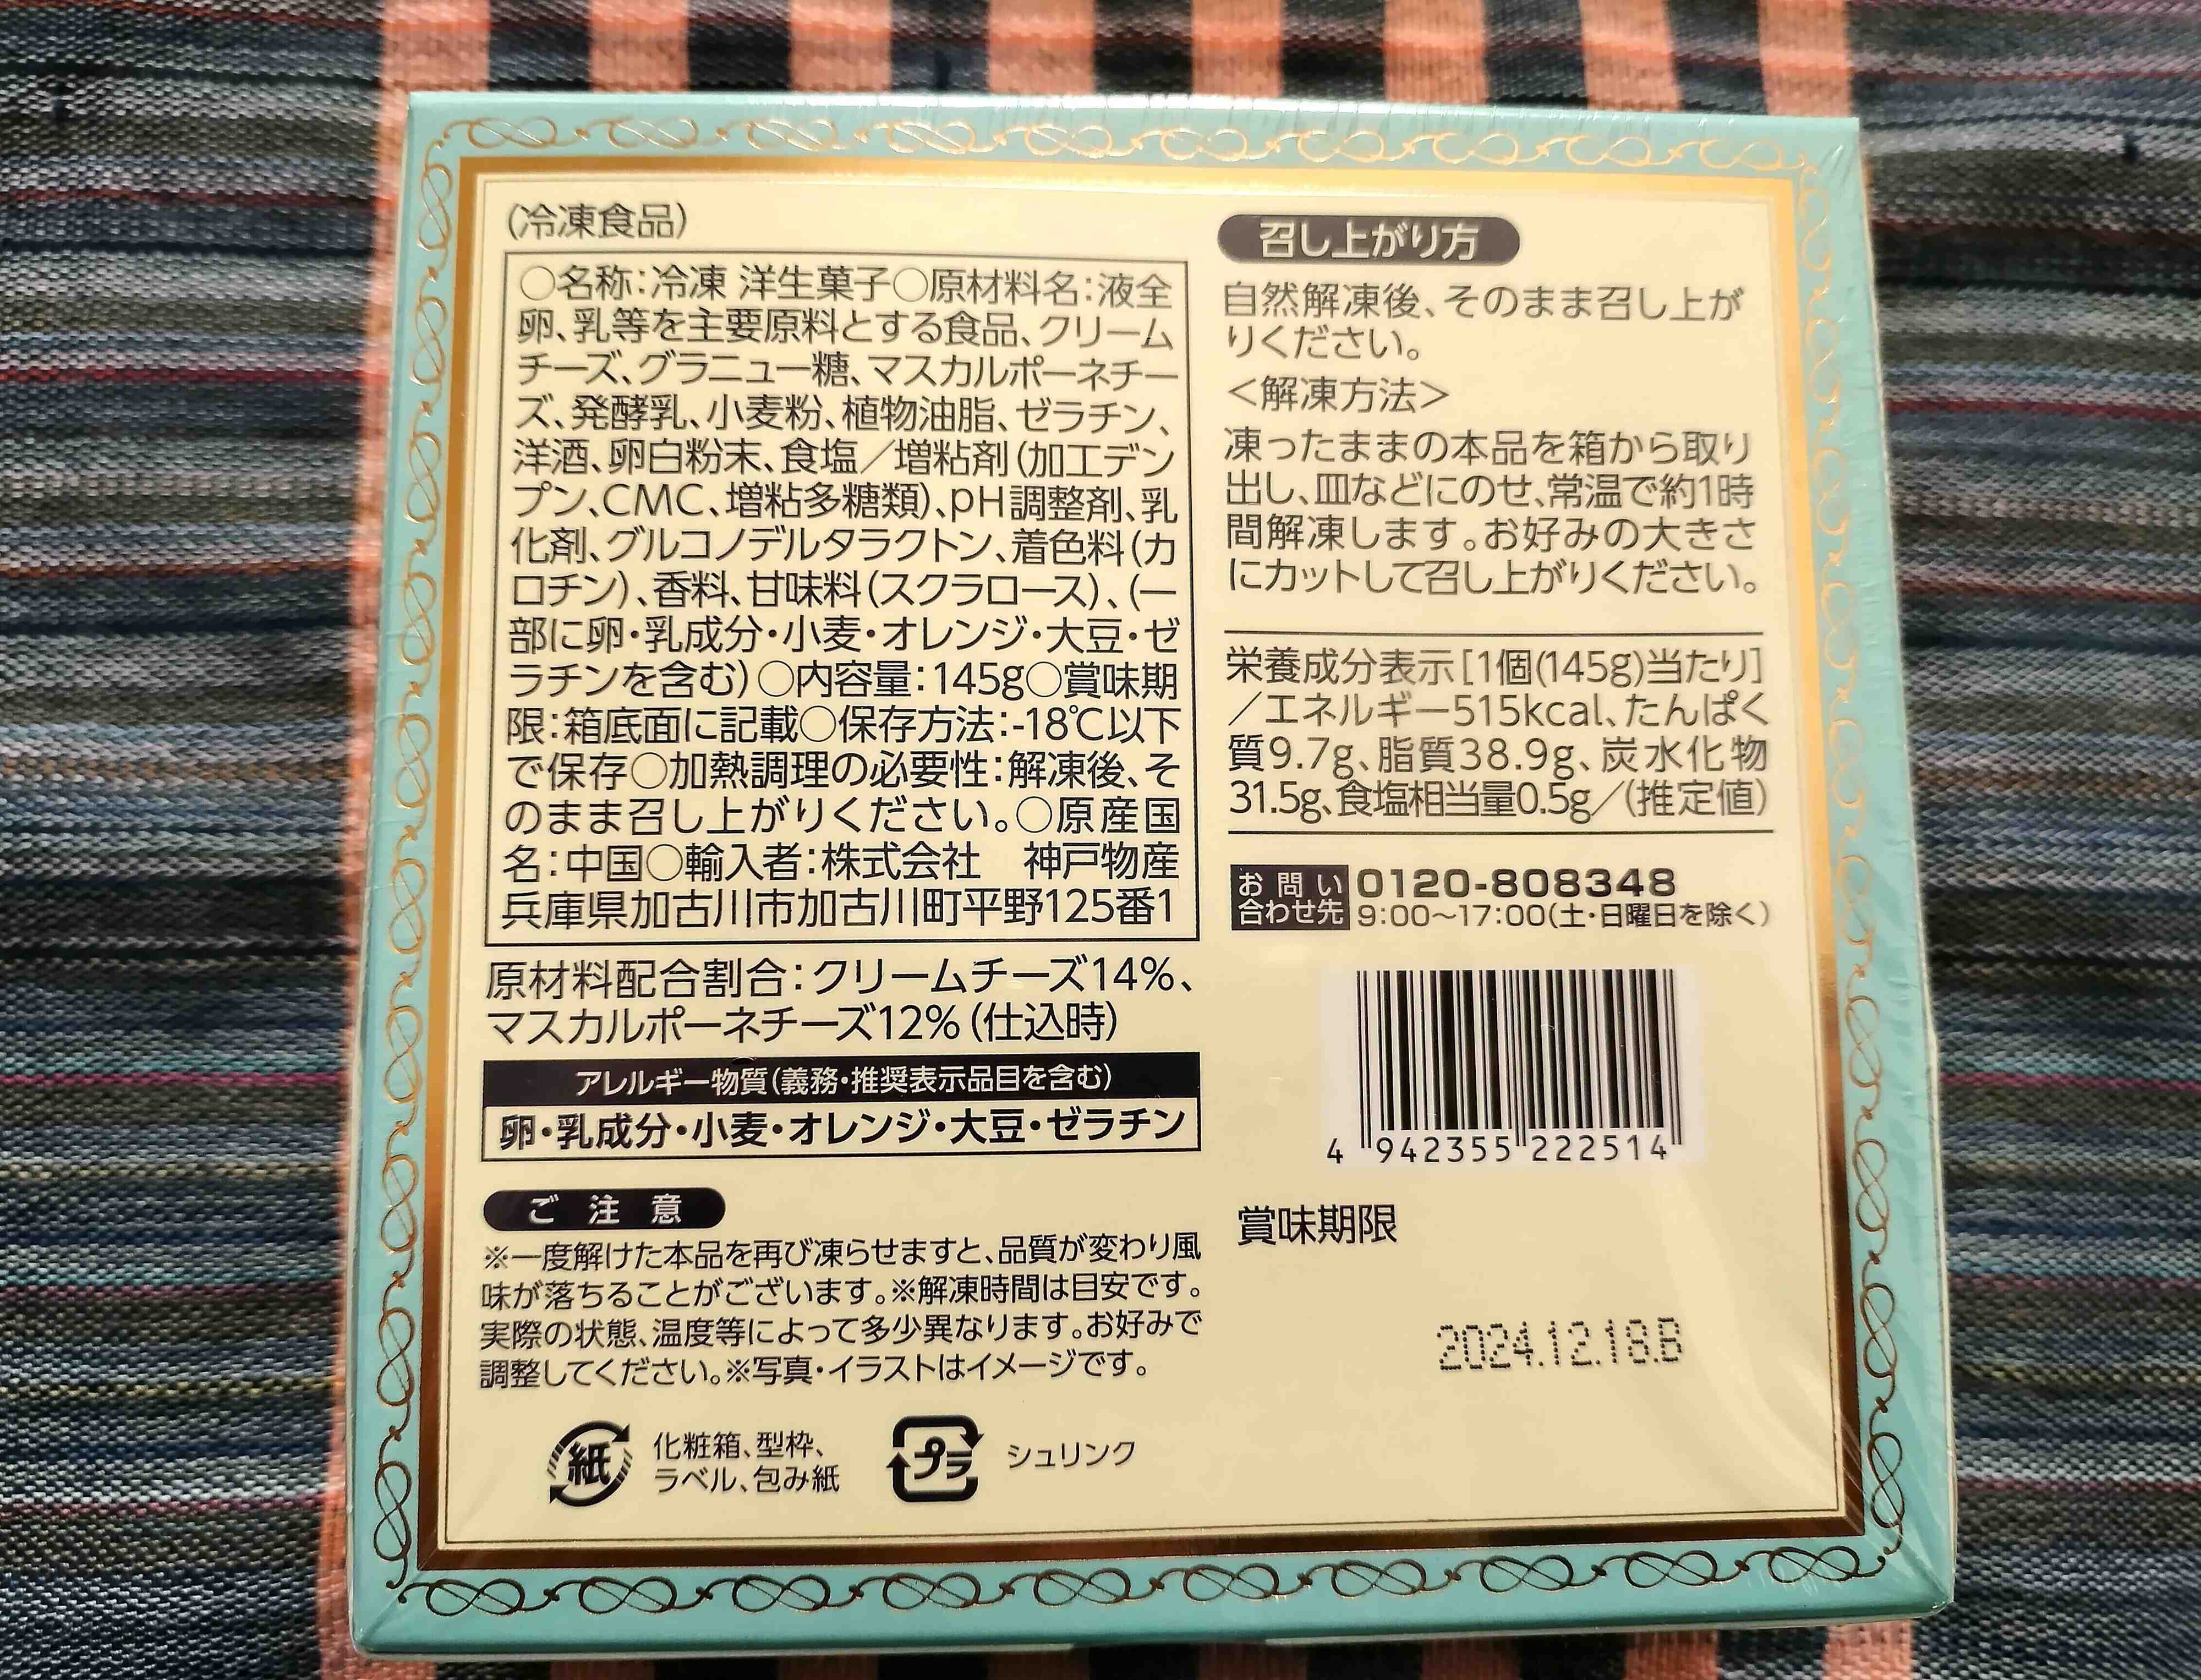 (冷凍食品)
○名称:冷凍 洋生菓子○原材料名:液全
卵、乳等を主要原料とする食品、クリーム
チーズ、グラニュー糖、マスカルポーネチー
ズ、発酵乳、小麦粉、植物油脂、ゼラチン、
洋酒、卵白粉末、食塩/増粘剤(加工デン
プン、CMC、増粘多糖類)、pH調整剤、乳
化剤、グルコノデルタラクトン、着色料(カ
ロチン)、香料、甘味料(スクラロース)、(一
部に卵・乳成分・小麦・オレンジ・大豆・ゼ
ラチンを含む)○内容量:145g○賞味期
限:箱底面に記載○保存方法:-18℃以下
で保存○加熱調理の必要性:解凍後、そ
のまま召し上がりください。○原産国
名:中国○輸入者:株式会社 神戸物産
兵庫県加古川市加古川町平野125番1
原材料配合割合:クリームチーズ14%、
マスカルポーネチーズ12%(仕込時)
アレルギー物質(義務・推奨表示品目を含む)
卵・乳成分・小麦・オレンジ・大豆・ゼラチン
ご注意
※一度解けた本品を再び凍らせますと、品質が変わり風
味が落ちることがございます。※解凍時間は目安です。
実際の状態、温度等によって多少異なります。お好みで
調整してください。※写真・イラストはイメージです。
紙
化粧箱、型枠、
ラベル、包み紙
プラ
シュリンク
召し上がり方
自然解凍後、そのまま召し上が
りください。
<解凍方法>
凍ったままの本品を箱から取り
出し、皿などにのせ、常温で約1時
間解凍します。お好みの大きさ
にカットして召し上がりください。
栄養成分表示[1個(145g)当たり]
/エネルギー515kcal、たんぱく
質9.7g、脂質38.9g、炭水化物
31.5g、食塩相当量0.5g/(推定値)
お問い
合わせ先
0120-808348
9:00〜17:00(土・日曜日を除く)
4 942355 222514
賞味期限
2024.12.18.B